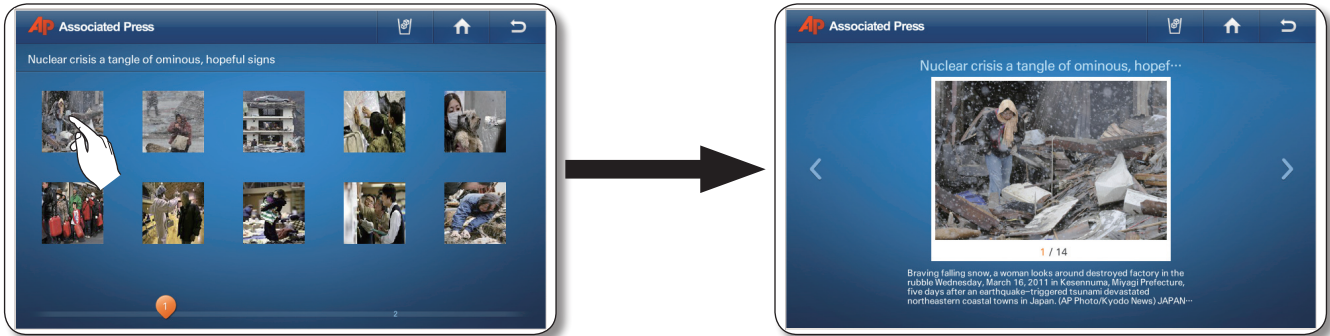 AP Associated Press
Nuclear crisis a tangle of ominous, hopeful signs
1
2
AP Associated Press
Nuclear crisis a tangle of ominous, hopef…
1 / 14
Braving falling snow, a woman looks around destroyed factory in the
rubble Wednesday, March 16, 2011 in Kesennuma, Miyagi Prefecture,
five days after an earthquake-triggered tsunami devastated
northeastern coastal towns in Japan. (AP Photo/Kyodo News) JAPAN…